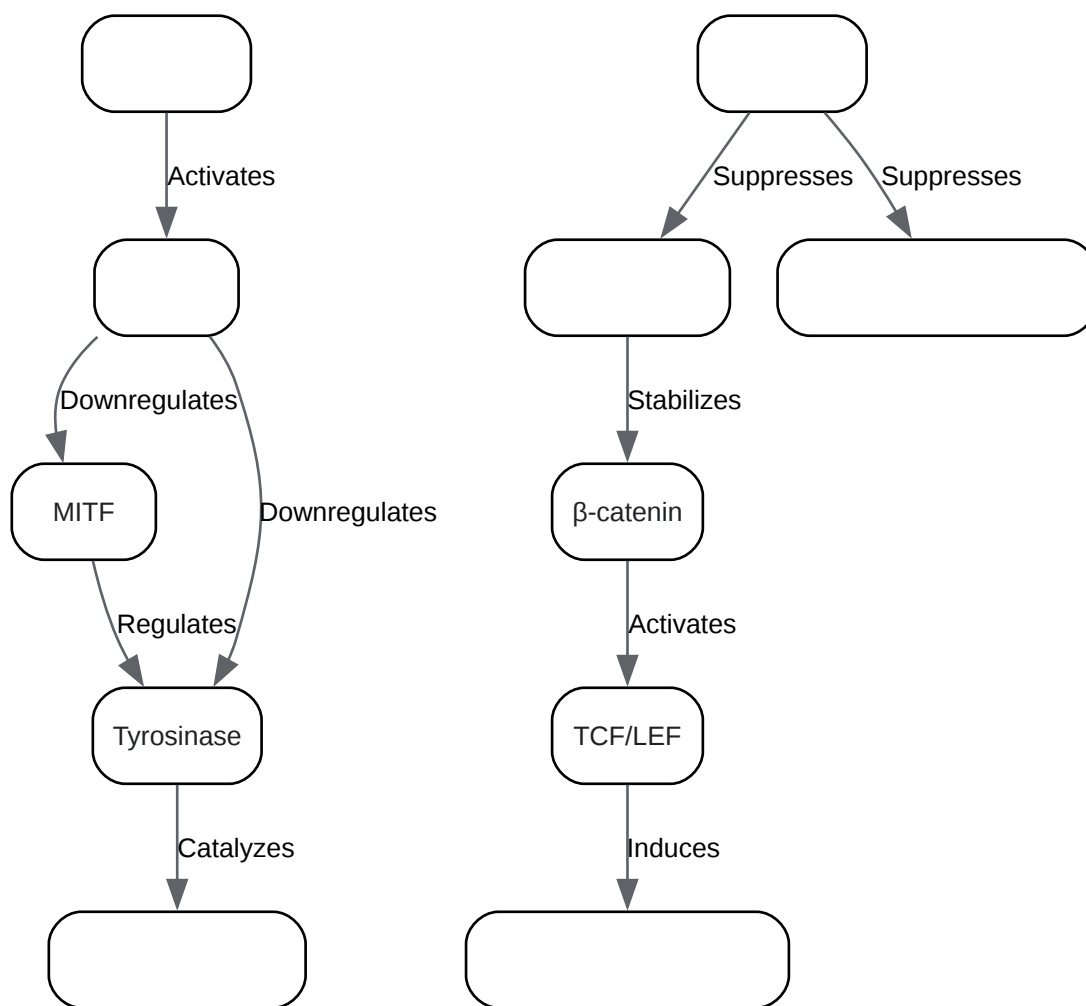 Activates
Suppresses
Suppresses
Downregulates
Stabilizes
MITF
Downregulates
β-catenin
Regulates
Activates
Tyrosinase
TCF/LEF
Catalyzes
Induces